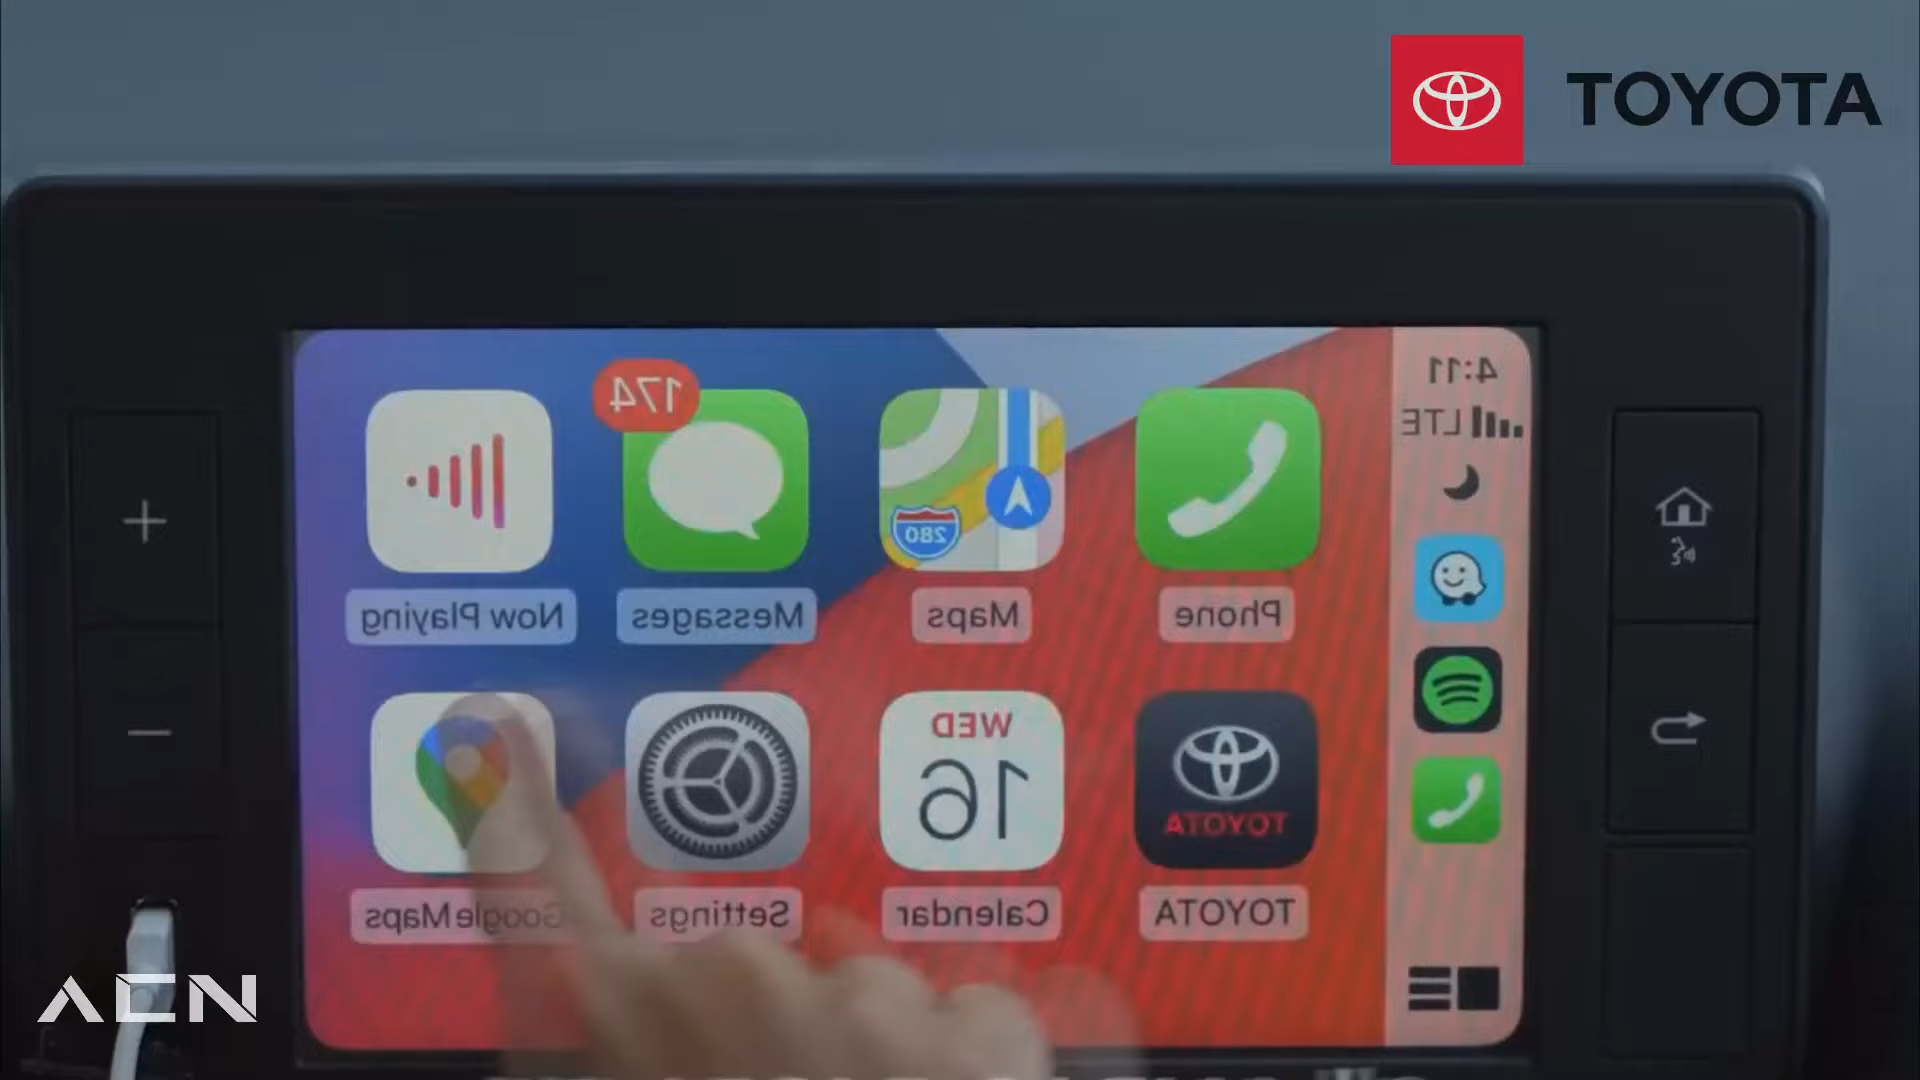 TOYOTA
4:11
LTE
174
280
Now Playing
Messages
Maps
Phone
WED
16
TOYOTA
Google Maps
Settings
Calendar
TOYOTA
AEN